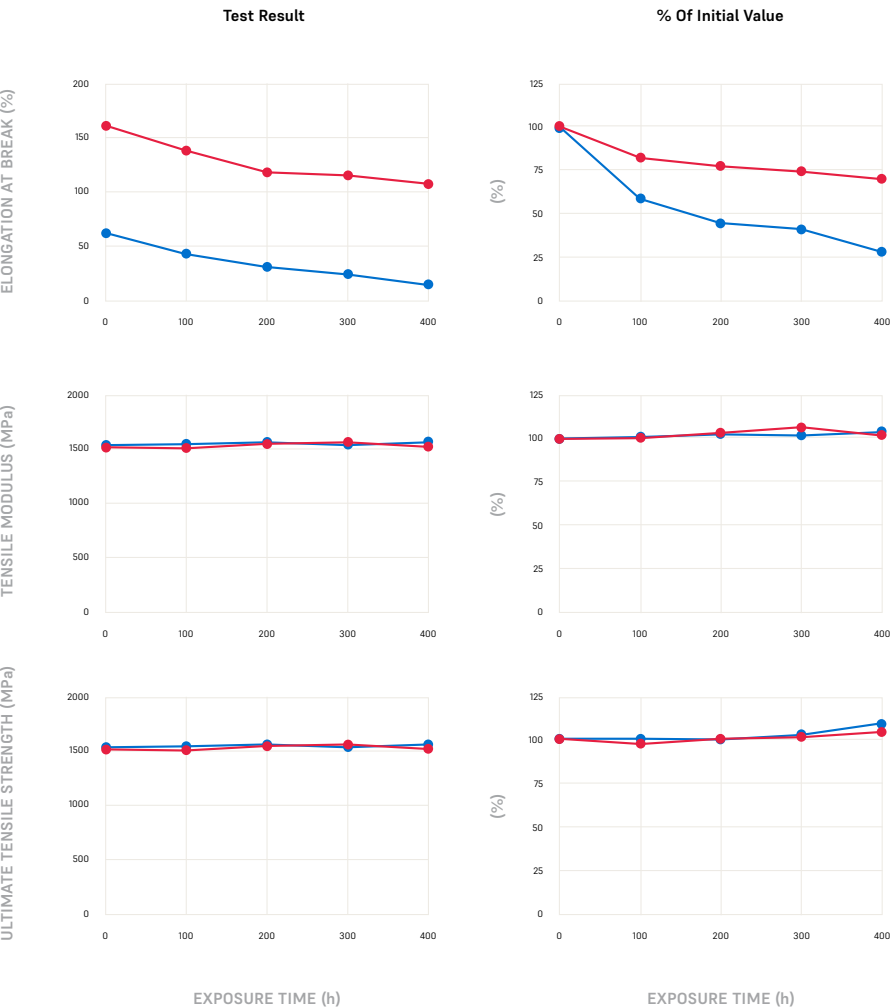 Test Result
% Of Initial Value
ELONGATION AT BREAK (%)
200
150
100
50
0
0 100 200 300 400
(%)
125
100
75
50
25
0
0 100 200 300 400
TENSILE MODULUS (MPa)
2000
1500
1000
500
0
0 100 200 300 400
(%)
125
100
75
50
25
0
0 100 200 300 400
ULTIMATE TENSILE STRENGTH (MPa)
2000
1500
1000
500
0
0 100 200 300 400
(%)
125
100
75
50
25
0
0 100 200 300 400
EXPOSURE TIME (h)
EXPOSURE TIME (h)